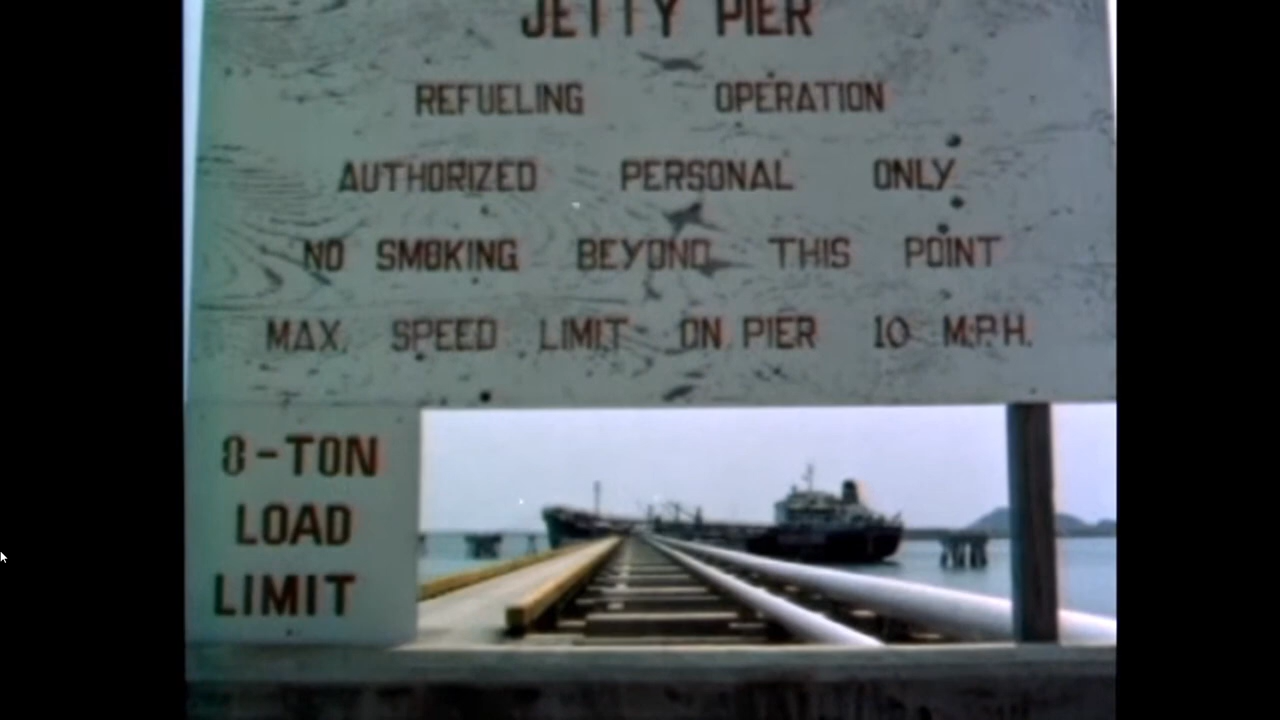 JETTY PIER
REFUELING OPERATION
AUTHORIZED PERSONAL ONLY
NO SMOKING BEYOND THIS POINT
MAX. SPEED LIMIT ON PIER 10 M.P.H.
8-TON
LOAD
LIMIT